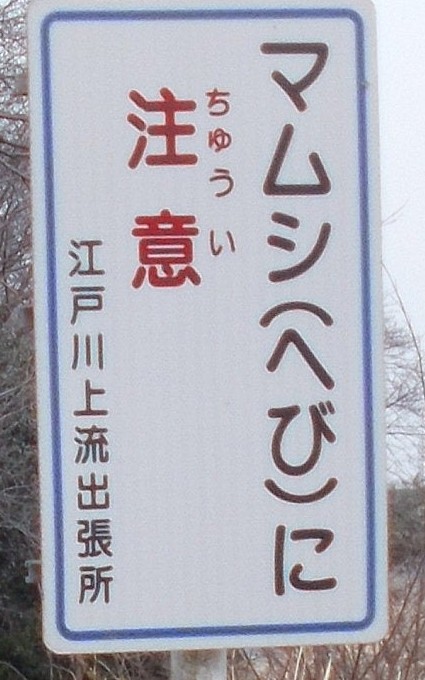 マムシ(へび)に
ちゅうい
注意
江戸川上流出張所